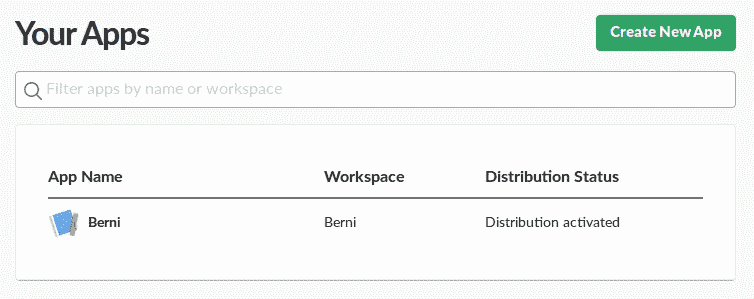 Your Apps
Create New App
Filter apps by name or workspace
App Name Workspace Distribution Status
Berni Berni Distribution activated